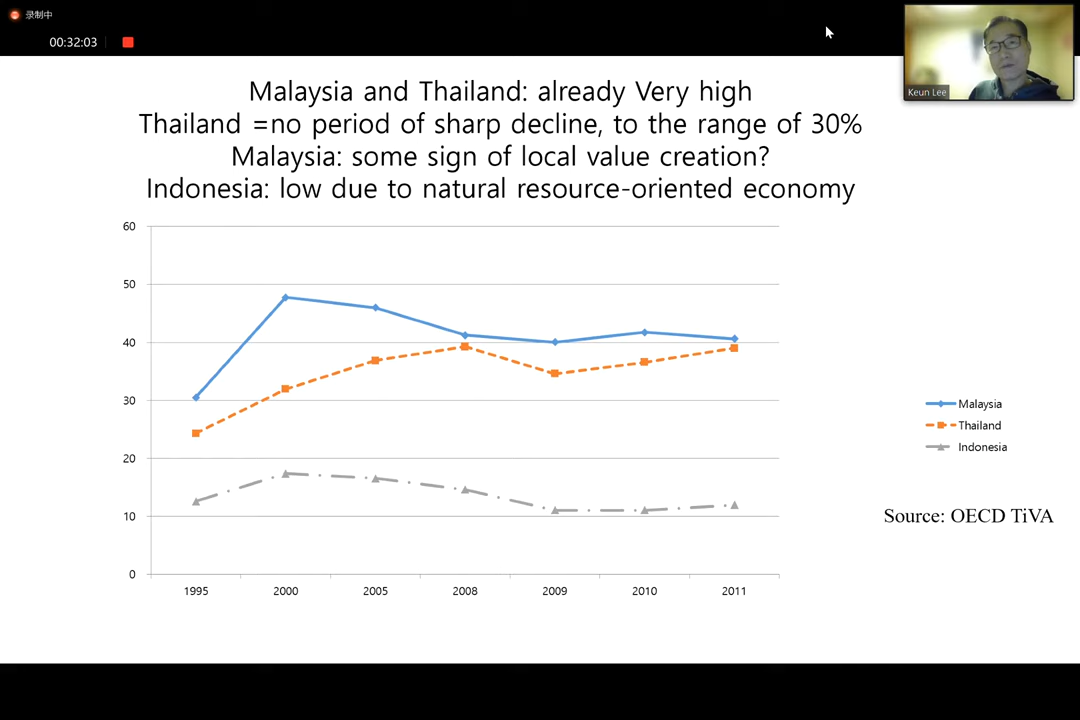 录制中
00:32:03
Keun Lee
Malaysia and Thailand: already Very high
Thailand =no period of sharp decline, to the range of 30%
Malaysia: some sign of local value creation?
Indonesia: low due to natural resource-oriented economy
60
50
40
30
20
10
0
1995 2000 2005 2008 2009 2010 2011
Malaysia
Thailand
Indonesia
Source: OECD TiVA